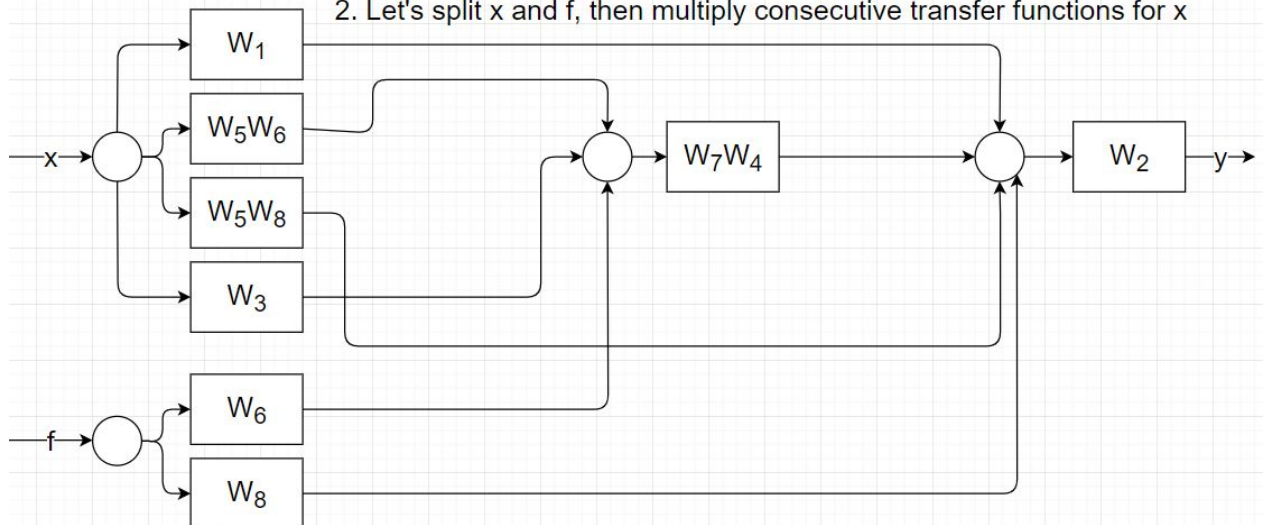 2. Let's split x and f, then multiply consecutive transfer functions for x
W₁
W₅W₆
x
W₇W₄
W₂
y
W₅W₈
W₃
W₆
f
W₈